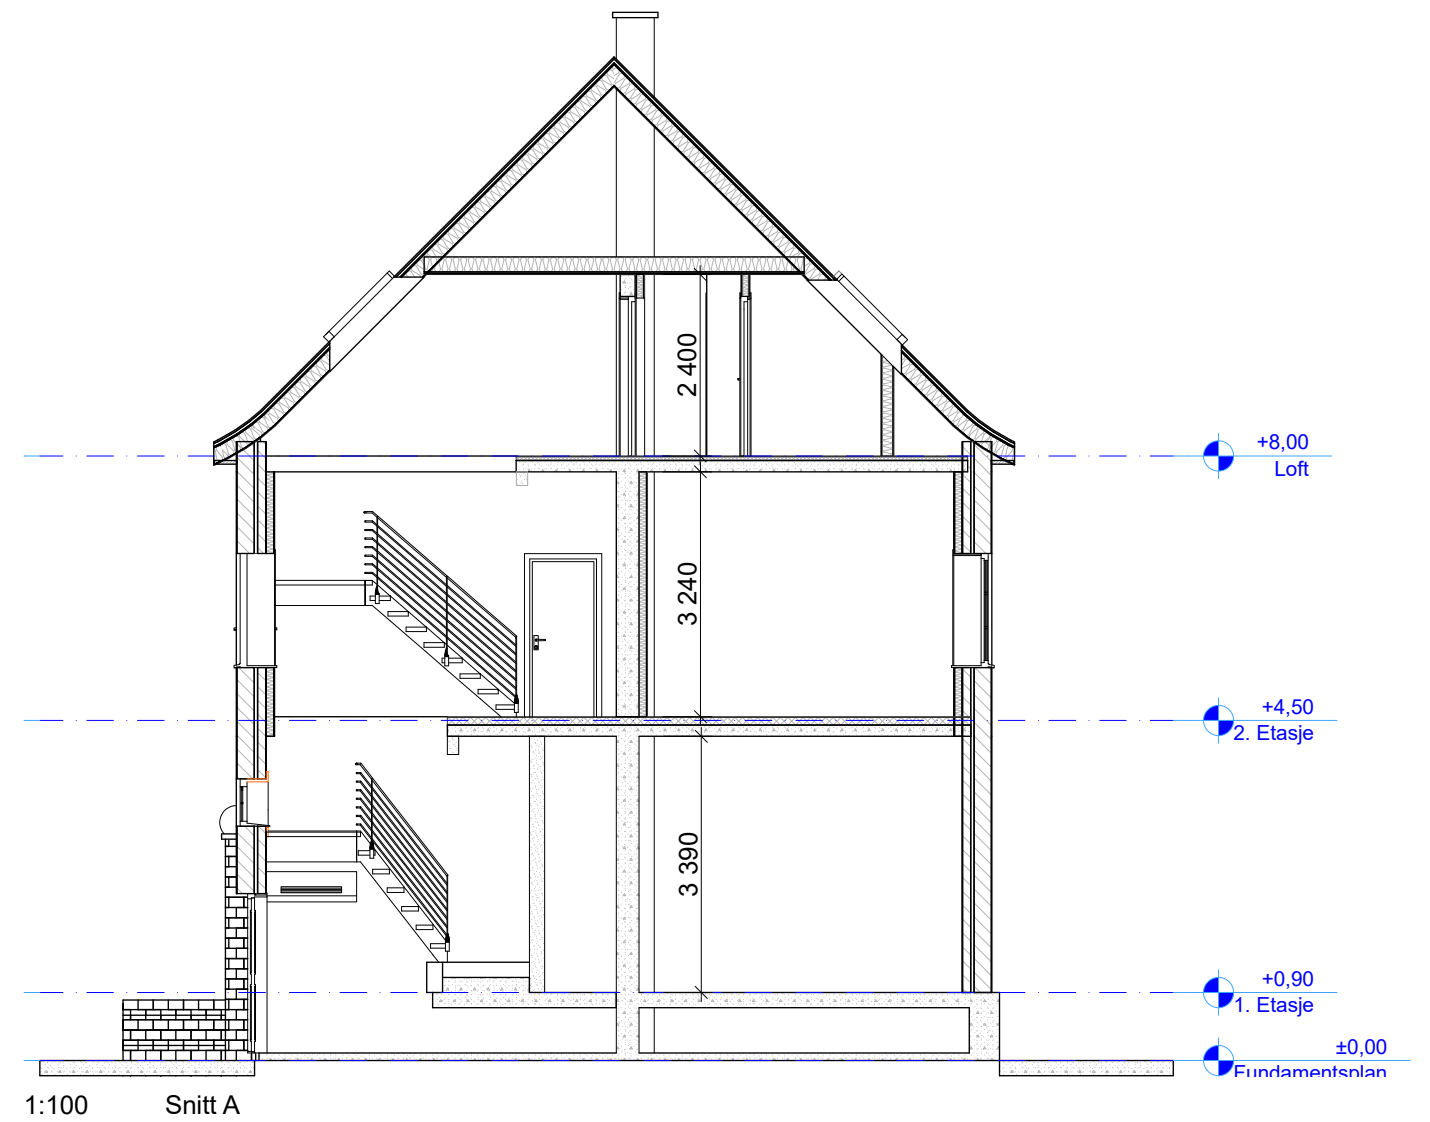 2 400
+8,00
Loft
3 240
+4,50
2. Etasje
3 390
+0,90
1. Etasje
±0,00
Fundamentsplan
1:100 Snitt A